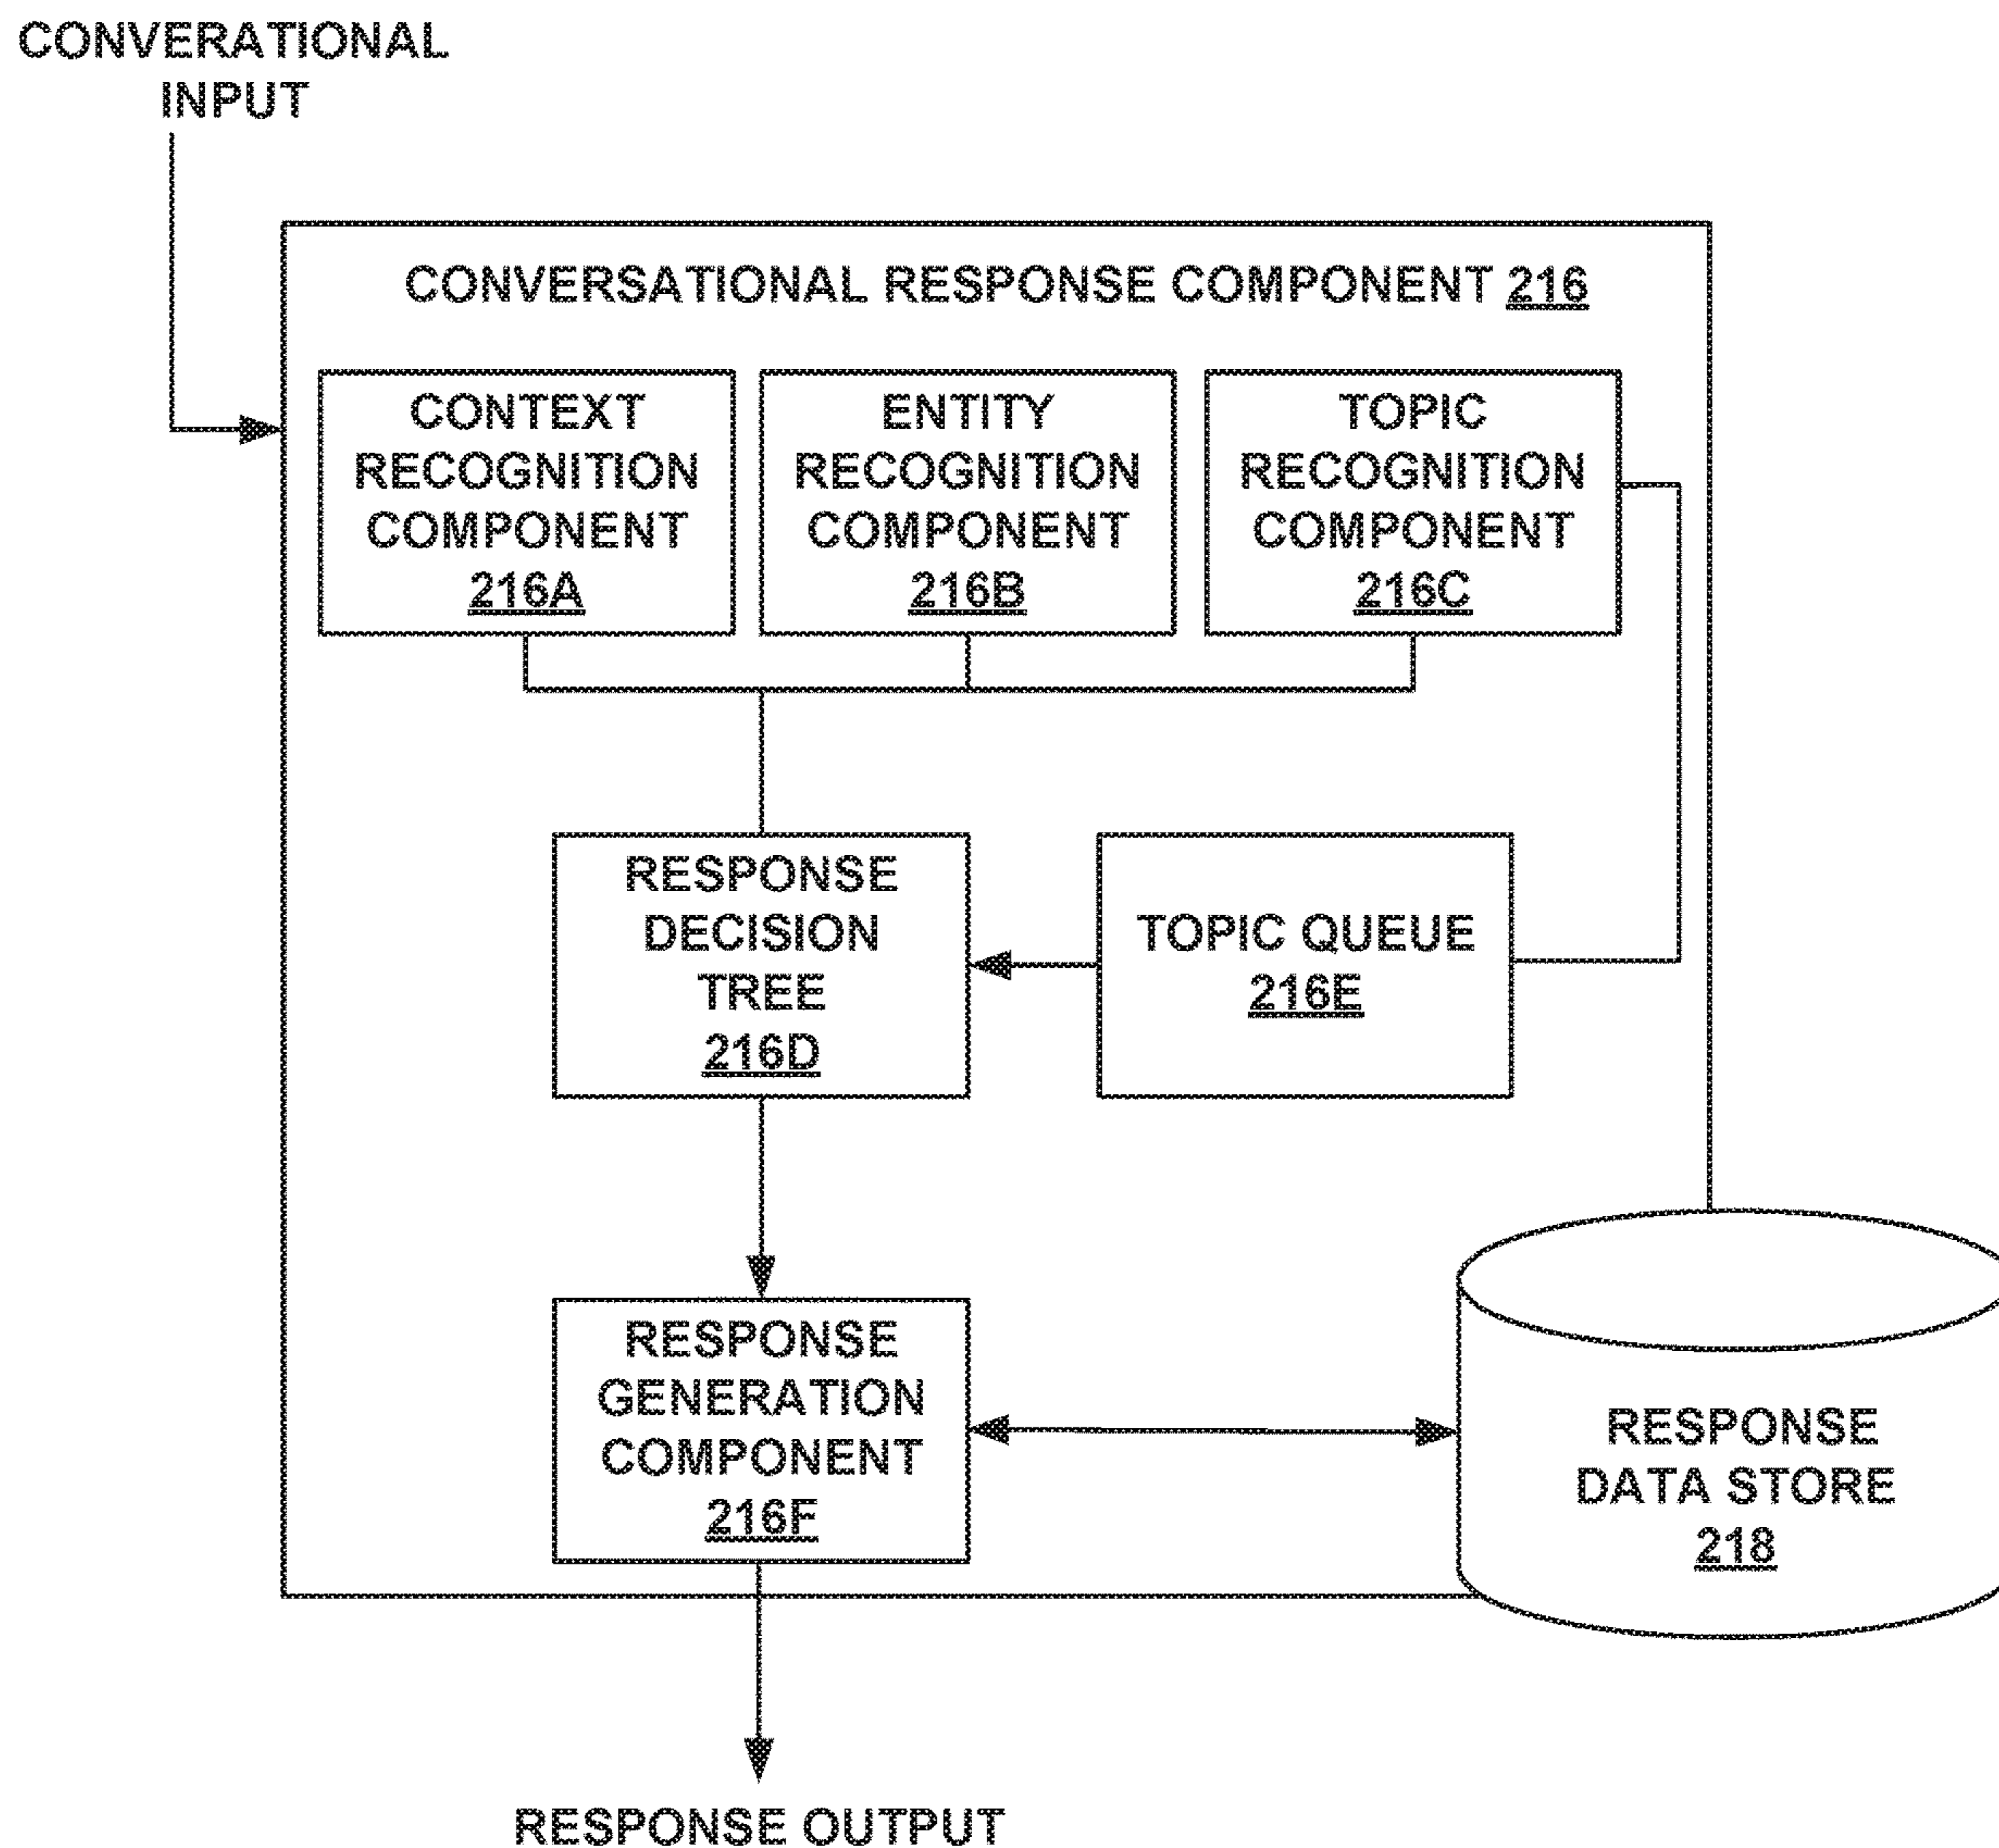 CONVERATIONAL
INPUT
CONVERSATIONAL RESPONSE COMPONENT 216
CONTEXT
RECOGNITION
COMPONENT
216A
ENTITY
RECOGNITION
COMPONENT
216B
TOPIC
RECOGNITION
COMPONENT
216C
RESPONSE
DECISION
TREE
216D
TOPIC QUEUE
216E
RESPONSE
GENERATION
COMPONENT
216F
RESPONSE
DATA STORE
218
RESPONSE OUTPUT